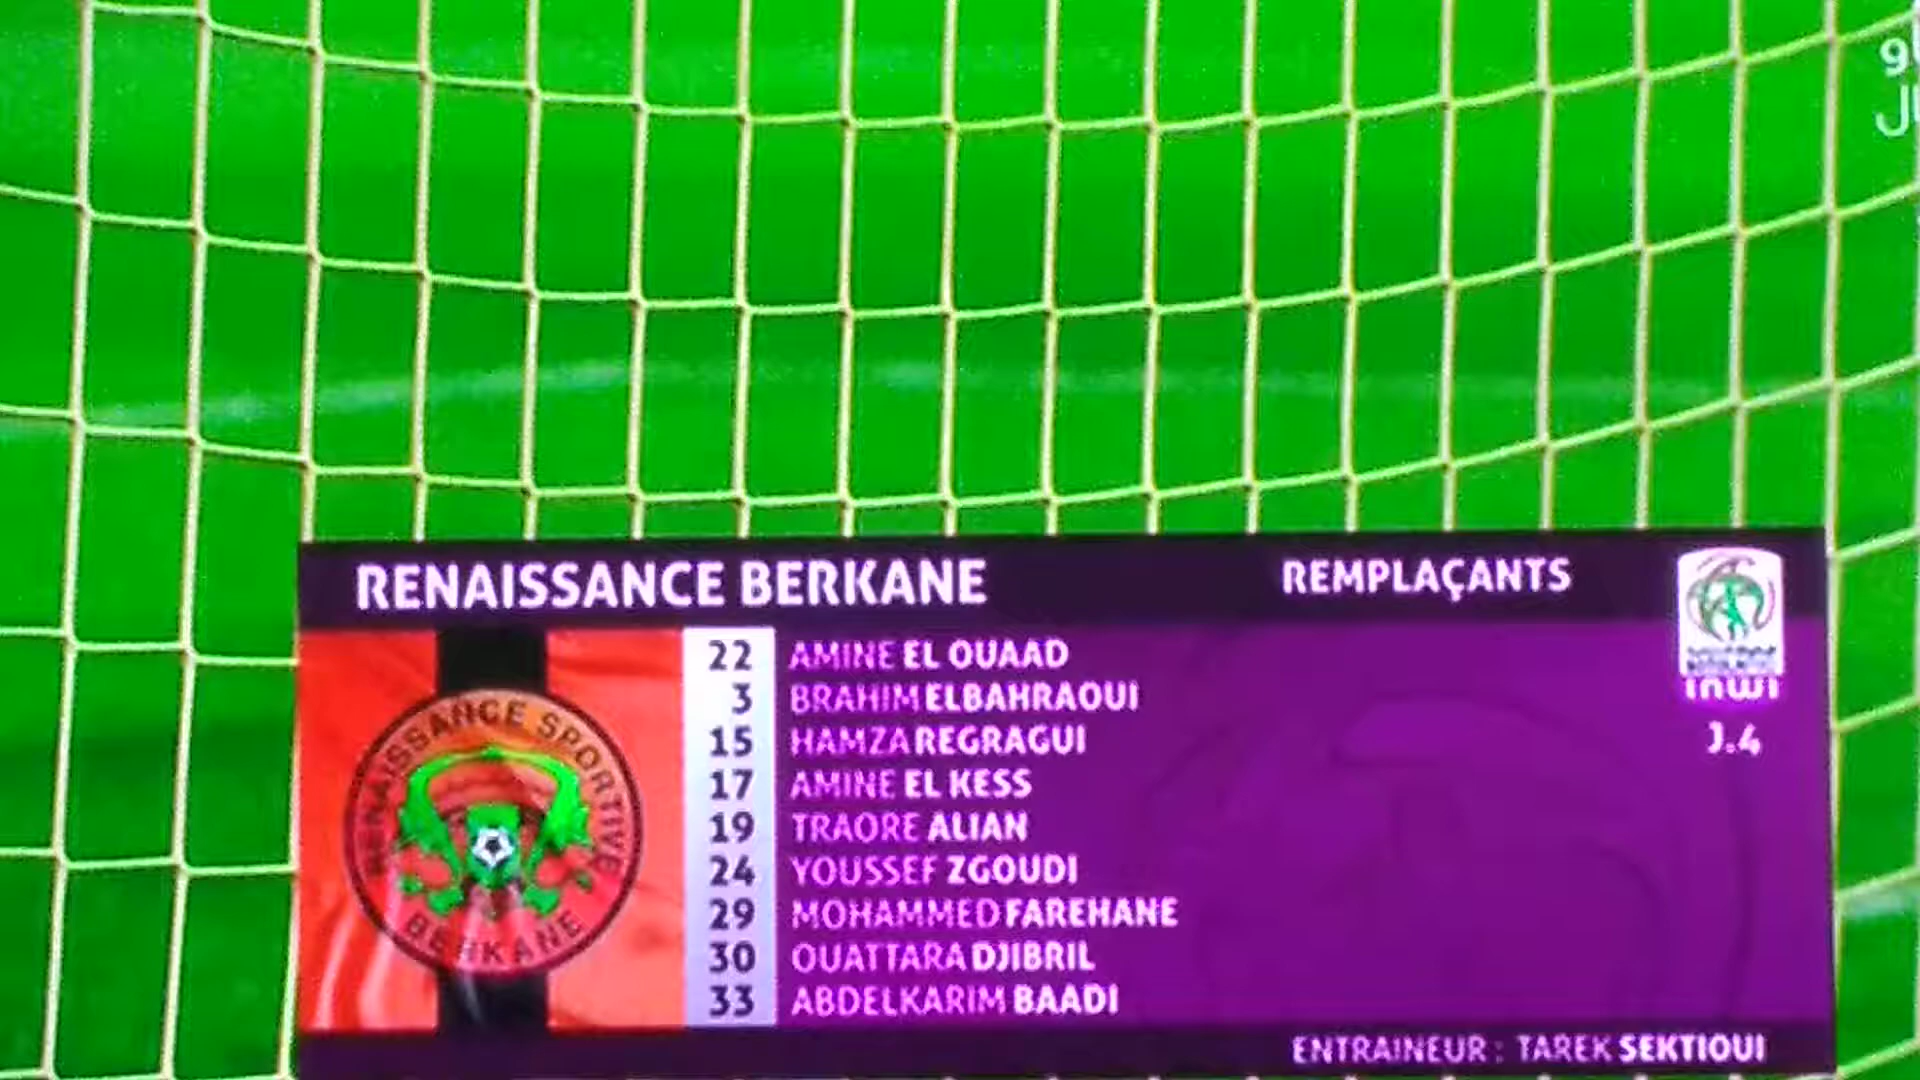 RENAISSANCE BERKANE
REMPLAÇANTS
22 AMINE EL OUAAD
3 BRAHIM ELBAHRAOUI
15 HAMZA REGRAGUI
17 AMINE EL KESS
19 TRAORE ALIAN
24 YOUSSEF ZGOUDI
29 MOHAMMED FAREHANE
30 OUATTARA DJIBRIL
33 ABDELKARIM BAADI
ENTRAINEUR : TAREK SEKTIOUI
RENAISSANCE SPORTIVE
BERKANE
inwi
J.4